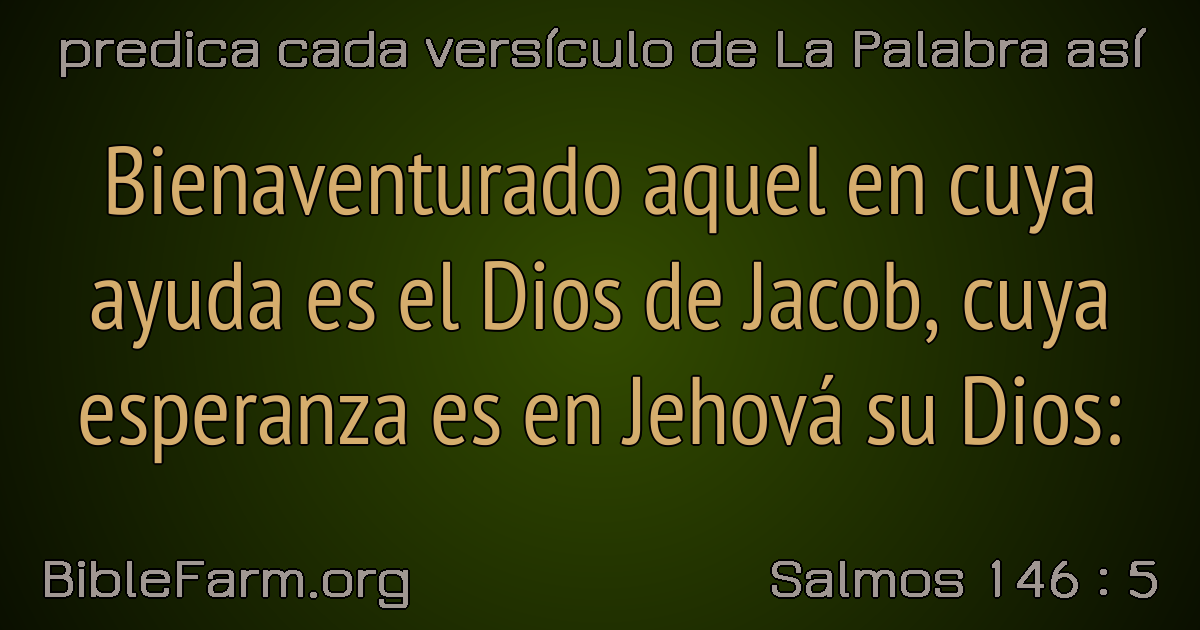 predica cada versículo de La Palabra así
Bienaventurado aquel en cuya
ayuda es el Dios de Jacob, cuya
esperanza es en Jehová su Dios:
BibleFarm.org
Salmos 146 : 5